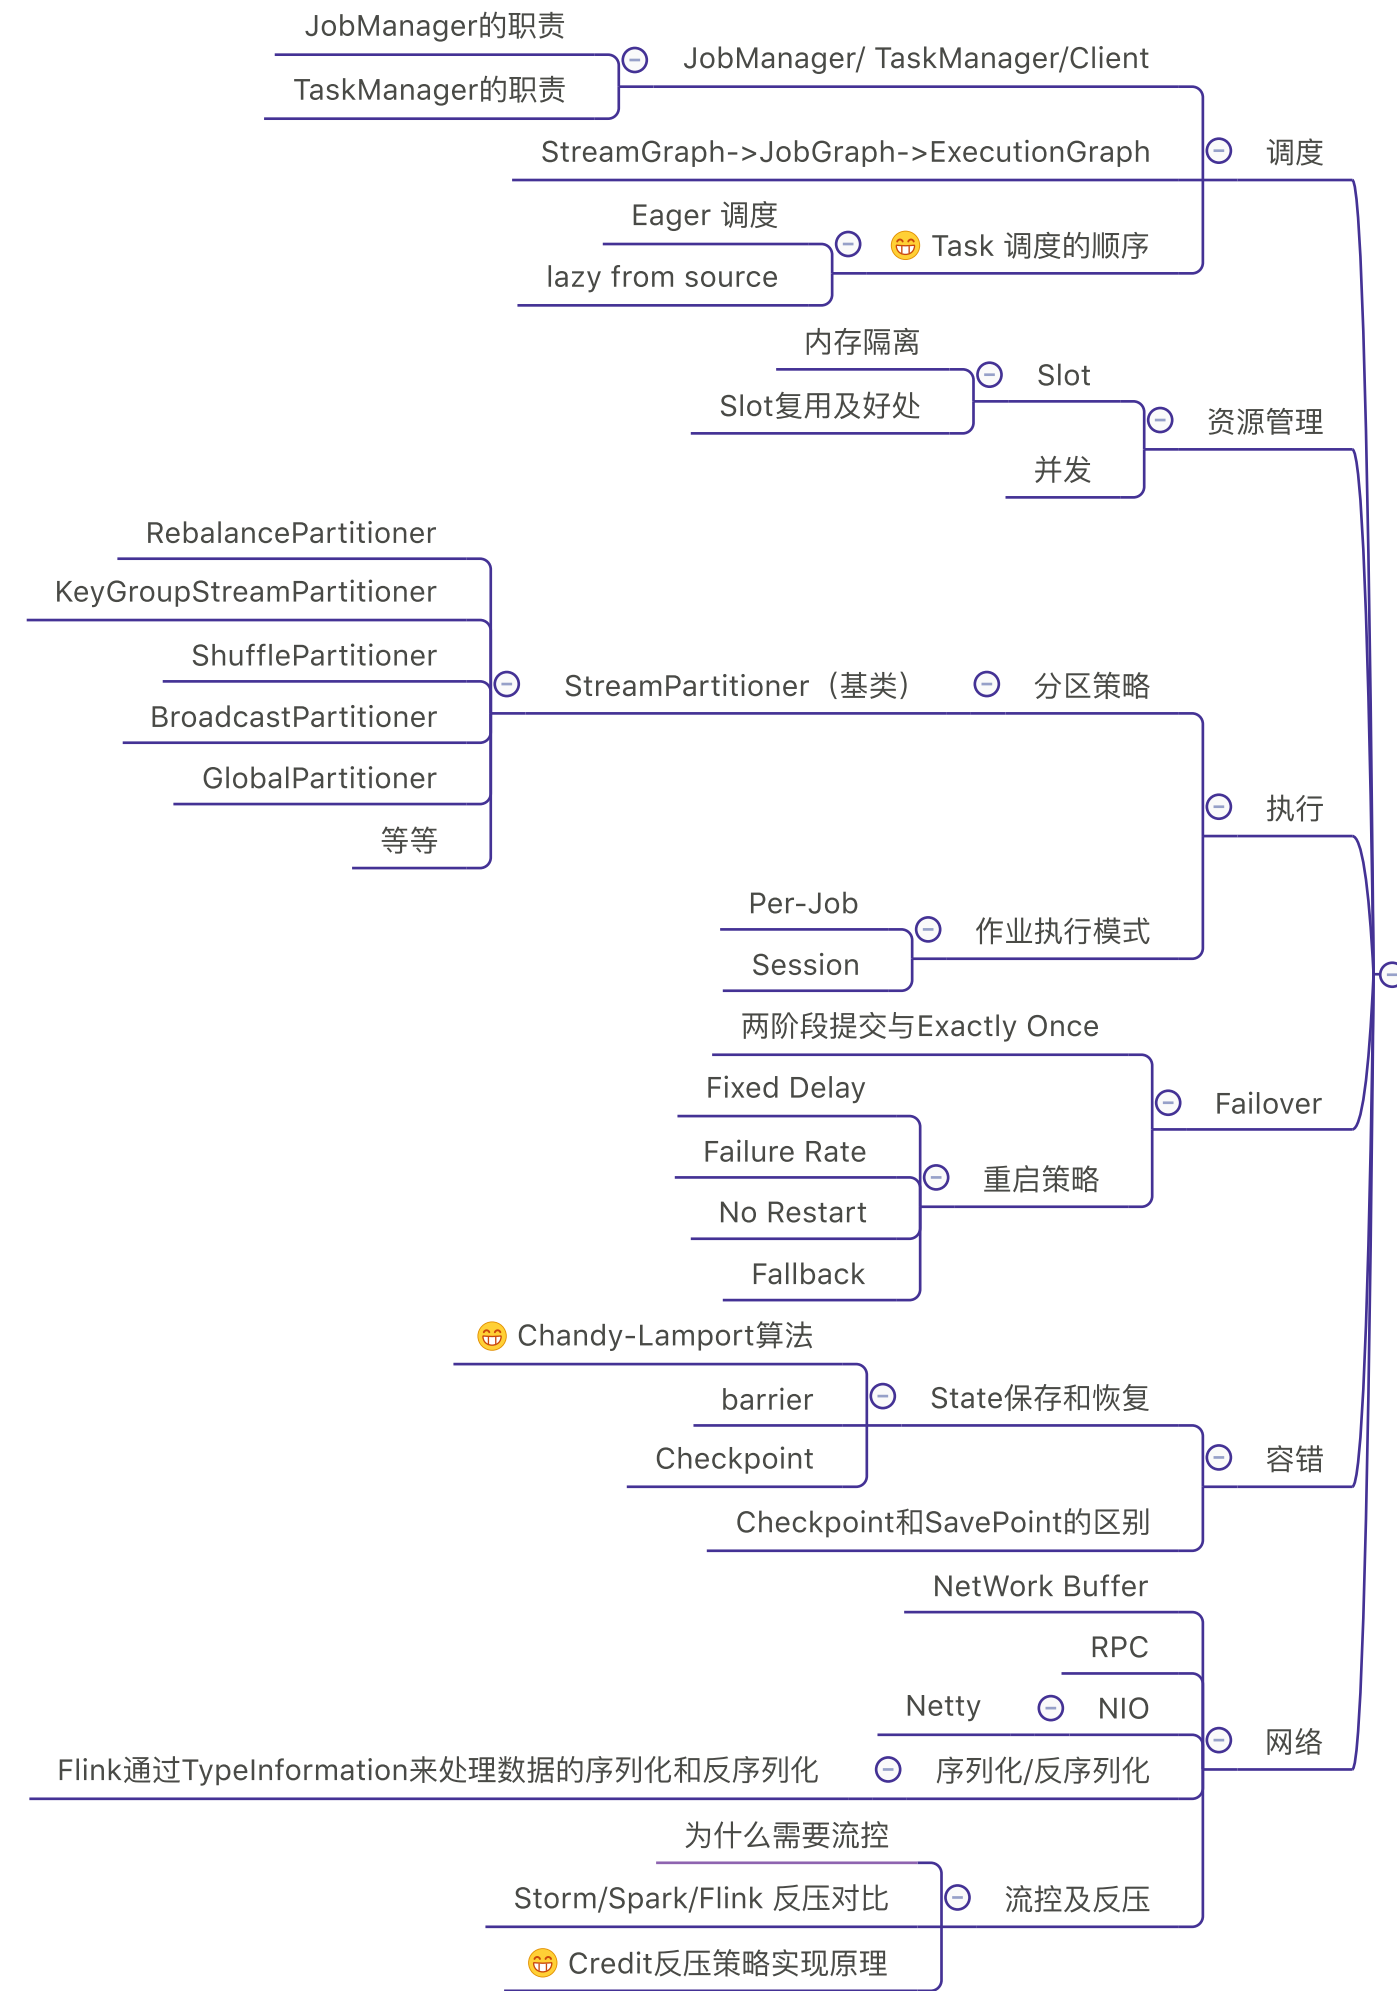 JobManager的职责
JobManager/ TaskManager/Client
TaskManager的职责
StreamGraph->JobGraph->ExecutionGraph
调度
Eager 调度
😁 Task 调度的顺序
lazy from source
内存隔离
Slot
Slot复用及好处
资源管理
并发
RebalancePartitioner
KeyGroupStreamPartitioner
ShufflePartitioner
StreamPartitioner（基类）
分区策略
BroadcastPartitioner
GlobalPartitioner
执行
等等
Per-Job
作业执行模式
Session
两阶段提交与Exactly Once
Fixed Delay
Failover
Failure Rate
重启策略
No Restart
Fallback
😁 Chandy-Lamport算法
barrier
State保存和恢复
Checkpoint
容错
Checkpoint和SavePoint的区别
NetWork Buffer
RPC
Netty
NIO
网络
Flink通过TypeInformation来处理数据的序列化和反序列化
序列化/反序列化
为什么需要流控
Storm/Spark/Flink 反压对比
流控及反压
😁 Credit反压策略实现原理